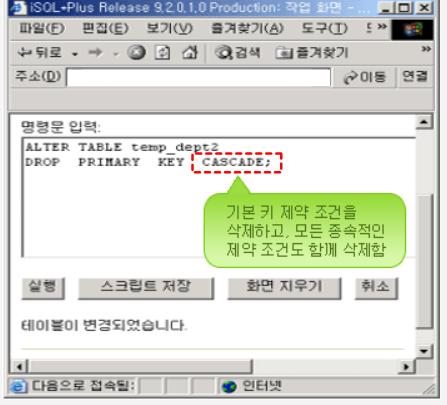 iSQL*Plus Release 9.2.0.1.0 Production: 작업 화면 - ...
파일(F) 편집(E) 보기(V) 즐겨찾기(A) 도구(T) »
뒤로 검색 즐겨찾기 »
주소(D) 이동 연결
명령문 입력:
ALTER TABLE temp_dept2
DROP PRIMARY KEY CASCADE;
기본 키 제약 조건을
삭제하고, 모든 종속적인
제약 조건도 함께 삭제함
실행 스크립트 저장 화면 지우기 취소
테이블이 변경되었습니다.
다음으로 접속됨: 인터넷